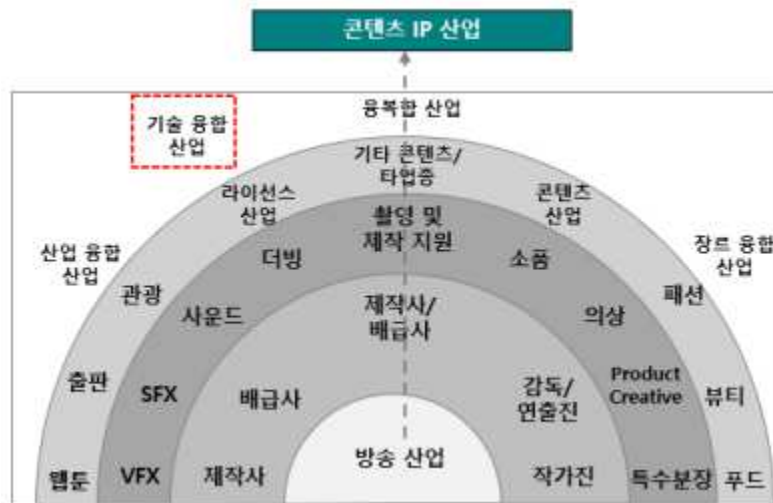 콘텐츠 IP 산업
융복합 산업
기술 융합
산업
기타 콘텐츠/
타업종
라이선스
산업
콘텐츠
산업
촬영 및
제작 지원
산업 융합
산업
장르 융합
산업
더빙
소품
관광
패션
사운드
의상
제작사/
배급사
출판
SFX
배급사
감독/
연출진
Product
Creative
뷰티
방송 산업
웹툰
VFX
제작사
작가진
특수분장
푸드